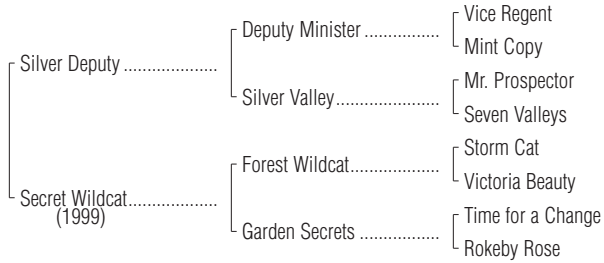 Vice Regent
Deputy Minister ...................
Mint Copy
Silver Deputy ....................
Mr. Prospector
Silver Valley......................
Seven Valleys
Storm Cat
Forest Wildcat...................
Victoria Beauty
Secret Wildcat...................
(1999)
Time for a Change
Garden Secrets .................
Rokeby Rose